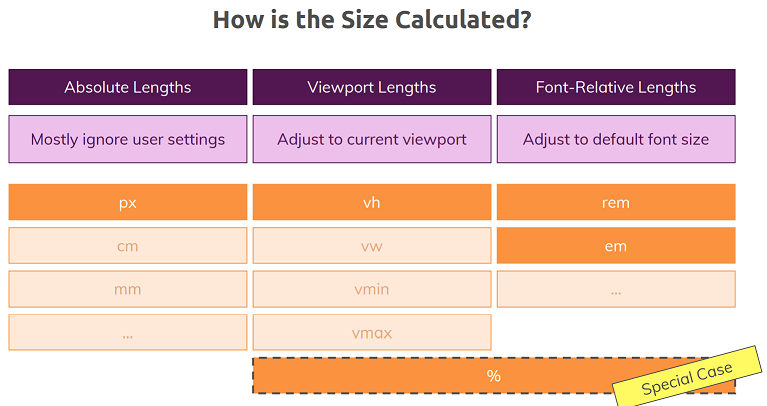 How is the Size Calculated?
Absolute Lengths
Viewport Lengths
Font-Relative Lengths
Mostly ignore user settings
Adjust to current viewport
Adjust to default font size
px
vh
rem
cm
vw
em
mm
vmin
...
...
vmax
%
Special Case